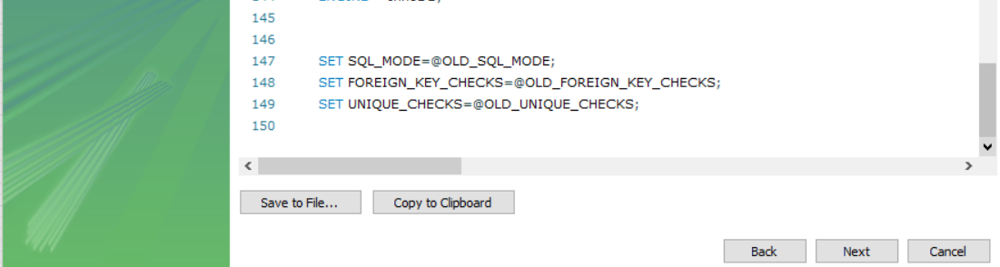 145
146
147 SET SQL_MODE=@OLD_SQL_MODE;
148 SET FOREIGN_KEY_CHECKS=@OLD_FOREIGN_KEY_CHECKS;
149 SET UNIQUE_CHECKS=@OLD_UNIQUE_CHECKS;
150
Save to File... Copy to Clipboard
Back Next Cancel